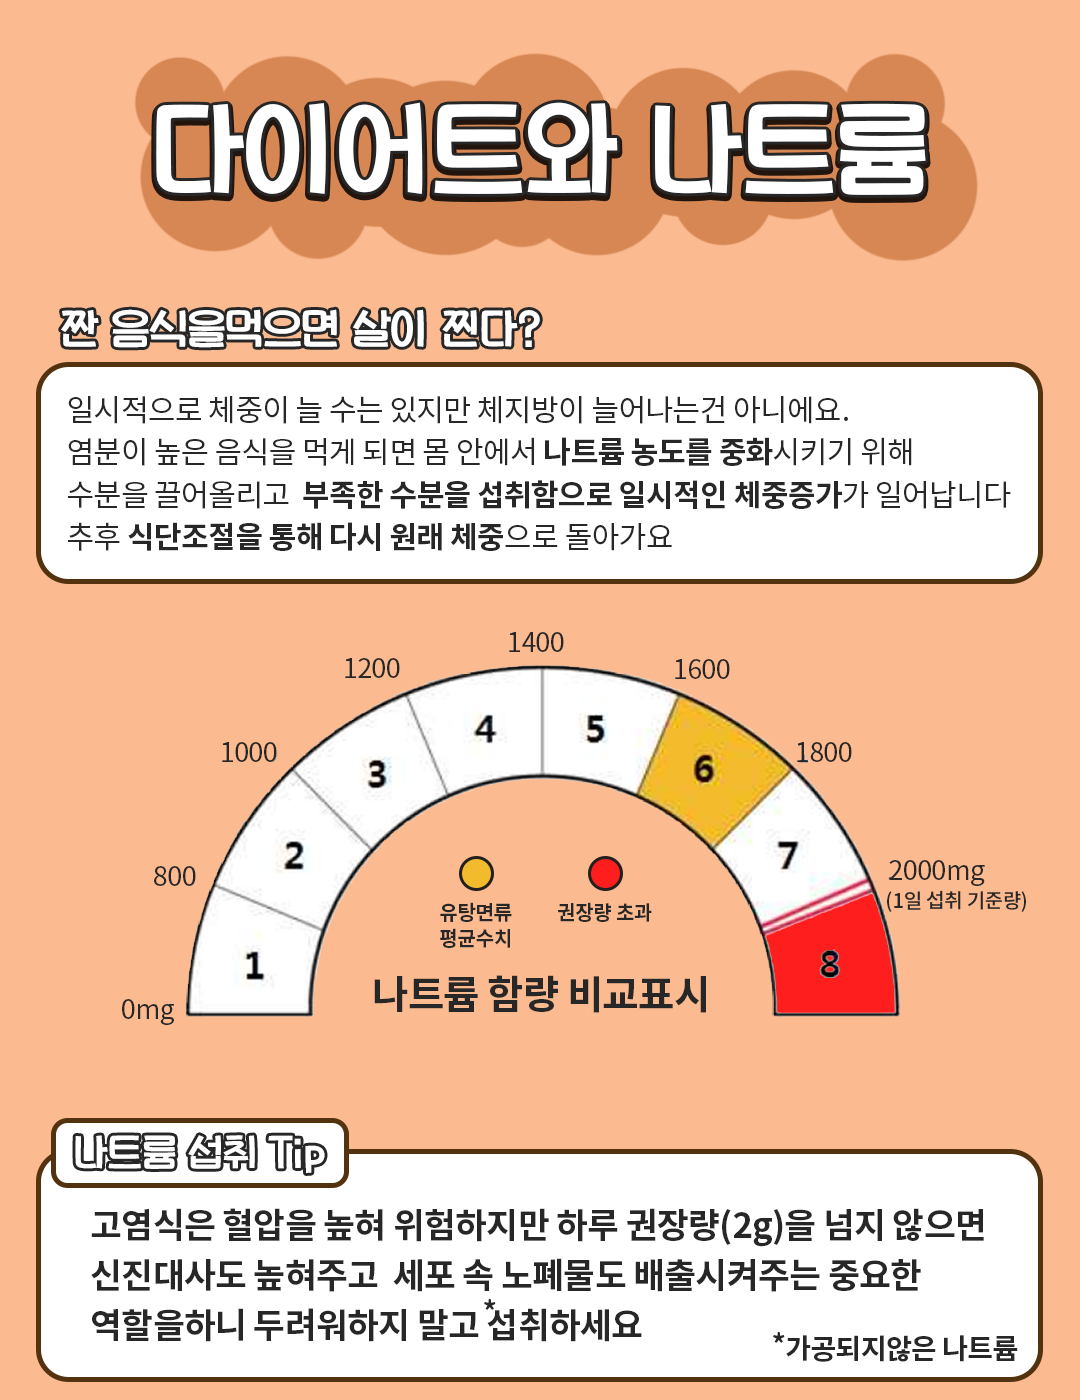 다이어트와 나트륨
짠 음식을먹으면 살이 찐다?
일시적으로 체중이 늘 수는 있지만 체지방이 늘어나는건 아니에요.
염분이 높은 음식을 먹게 되면 몸 안에서 나트륨 농도를 중화시키기 위해
수분을 끌어올리고 부족한 수분을 섭취함으로 일시적인 체중증가가 일어납니다
추후 식단조절을 통해 다시 원래 체중으로 돌아가요
1400
1200
1600
1000
1800
800
2000mg
(1일 섭취 기준량)
0mg
1
2
3
4
5
6
7
8
유탕면류
평균수치
권장량 초과
나트륨 함량 비교표시
나트륨 섭취 Tip
고염식은 혈압을 높혀 위험하지만 하루 권장량(2g)을 넘지 않으면
신진대사도 높혀주고 세포 속 노폐물도 배출시켜주는 중요한
역할을하니 두려워하지 말고 *섭취하세요
*가공되지않은 나트륨